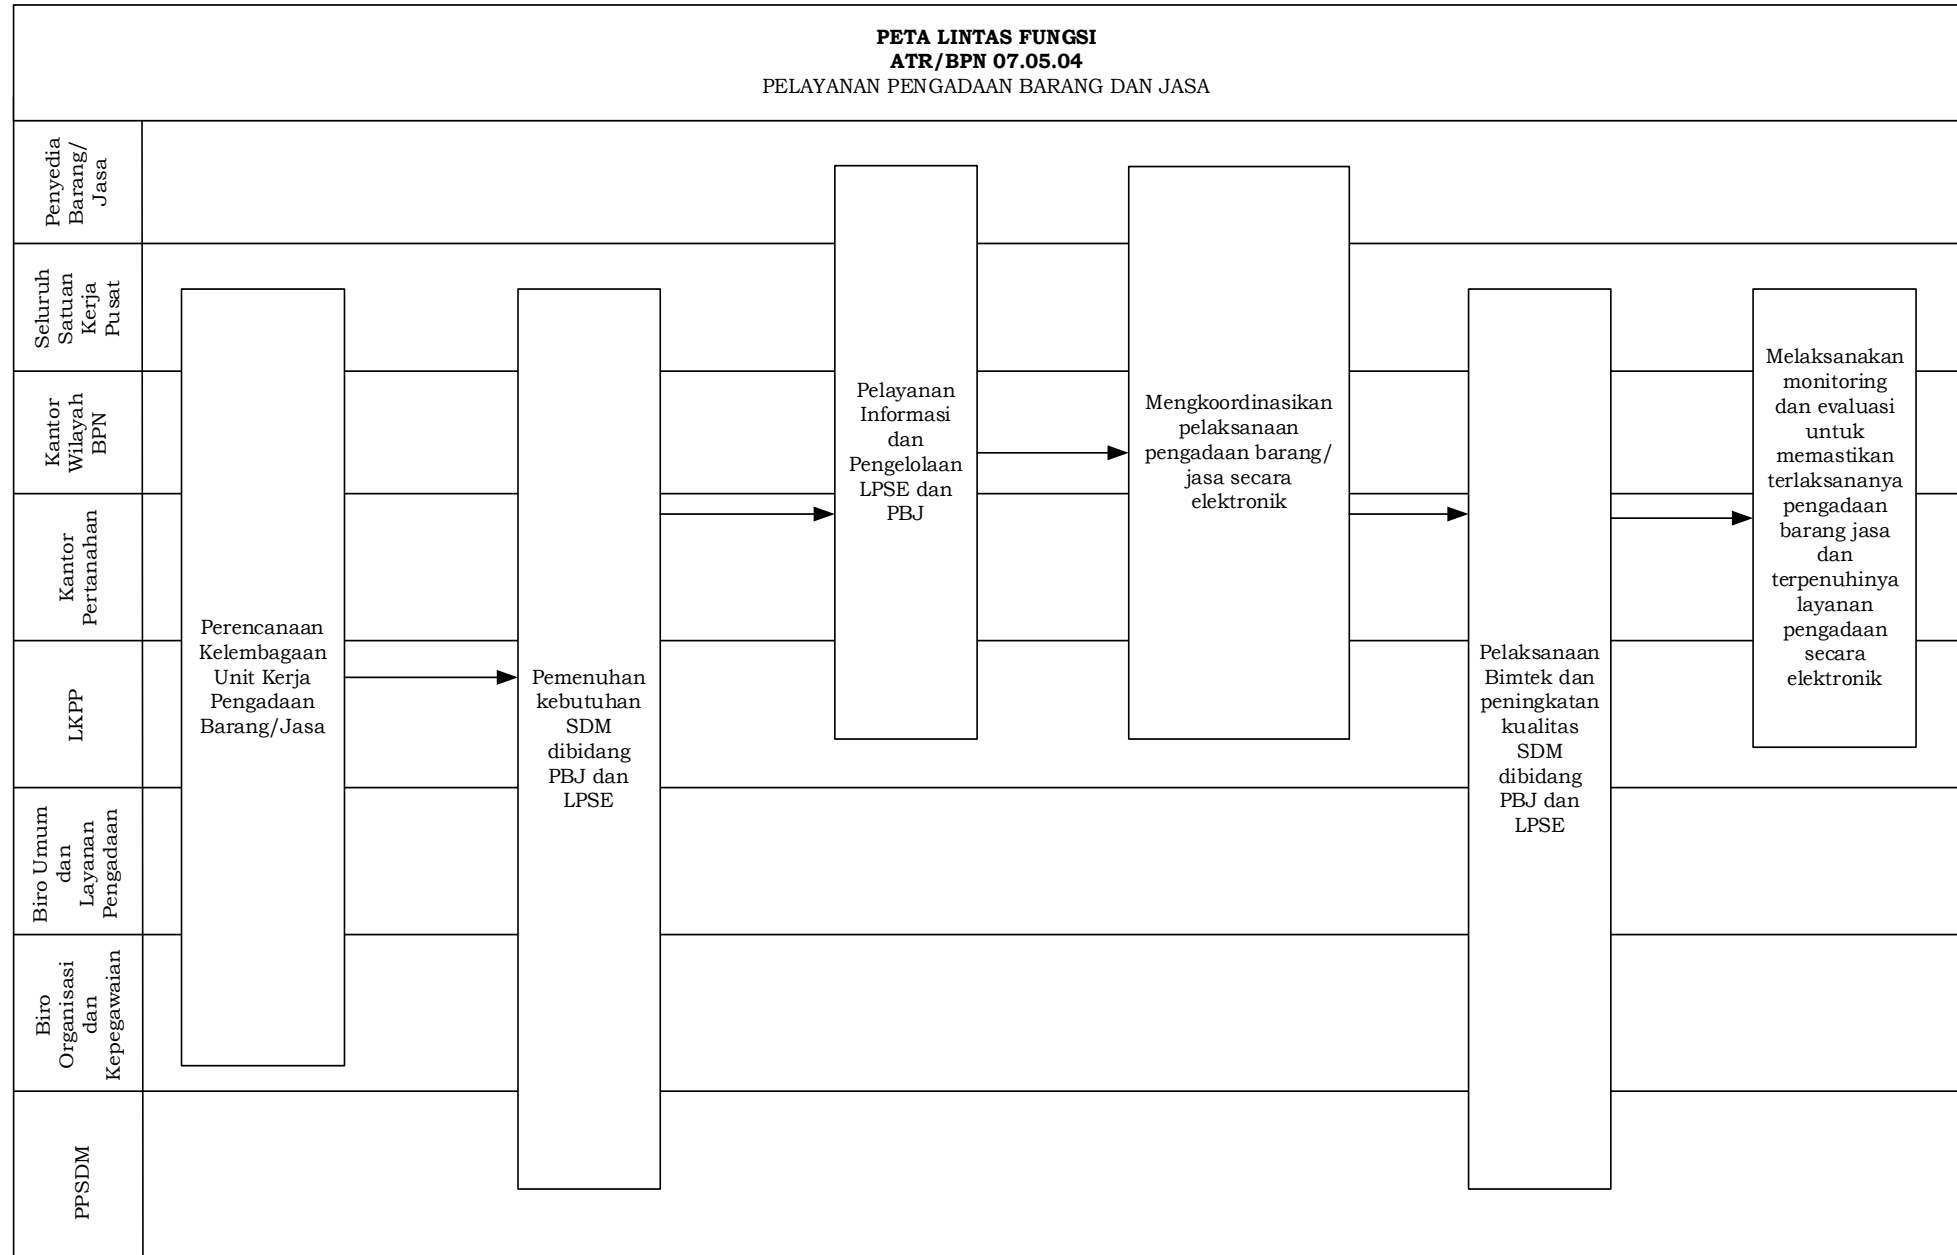 PETA LINTAS FUNGSI
ATR/BPN 07.05.04
PELAYANAN PENGADAAN BARANG DAN JASA
Penyedia
Barang/
Jasa
Seluruh
Satuan
Kerja
Pusat
Kantor
Wilayah
BPN
Kantor
Pertanahan
LKPP
Biro Umum
dan
Layanan
Pengadaan
Biro
Organisasi
dan
Kepegawaian
PPSDM
Perencanaan
Kelembagaan
Unit Kerja
Pengadaan
Barang/Jasa
Pemenuhan
kebutuhan
SDM
dibidang
PBJ dan
LPSE
Pelayanan
Informasi
dan
Pengelolaan
LPSE dan
PBJ
Mengkoordinasikan
pelaksanaan
pengadaan barang/
jasa secara
elektronik
Pelaksanaan
Bimtek dan
peningkatan
kualitas
SDM
dibidang
PBJ dan
LPSE
Melaksanakan
monitoring
dan evaluasi
untuk
memastikan
terlaksananya
pengadaan
barang jasa
dan
terpenuhinya
layanan
pengadaan
secara
elektronik